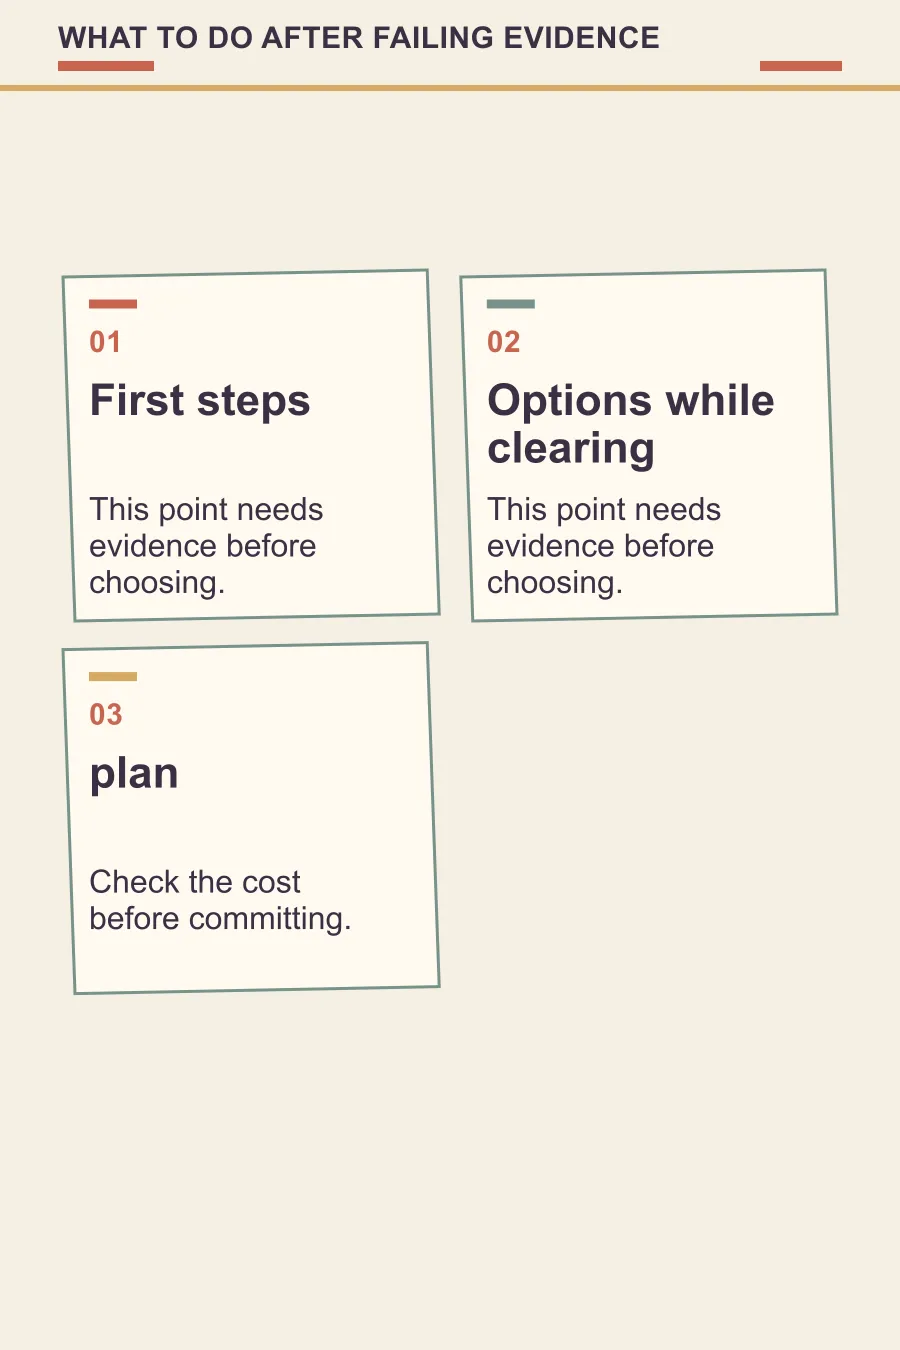 WHAT TO DO AFTER FAILING EVIDENCE
01
First steps
This point needs
evidence before
choosing.
02
Options while
clearing
This point needs
evidence before
choosing.
03
plan
Check the cost
before committing.